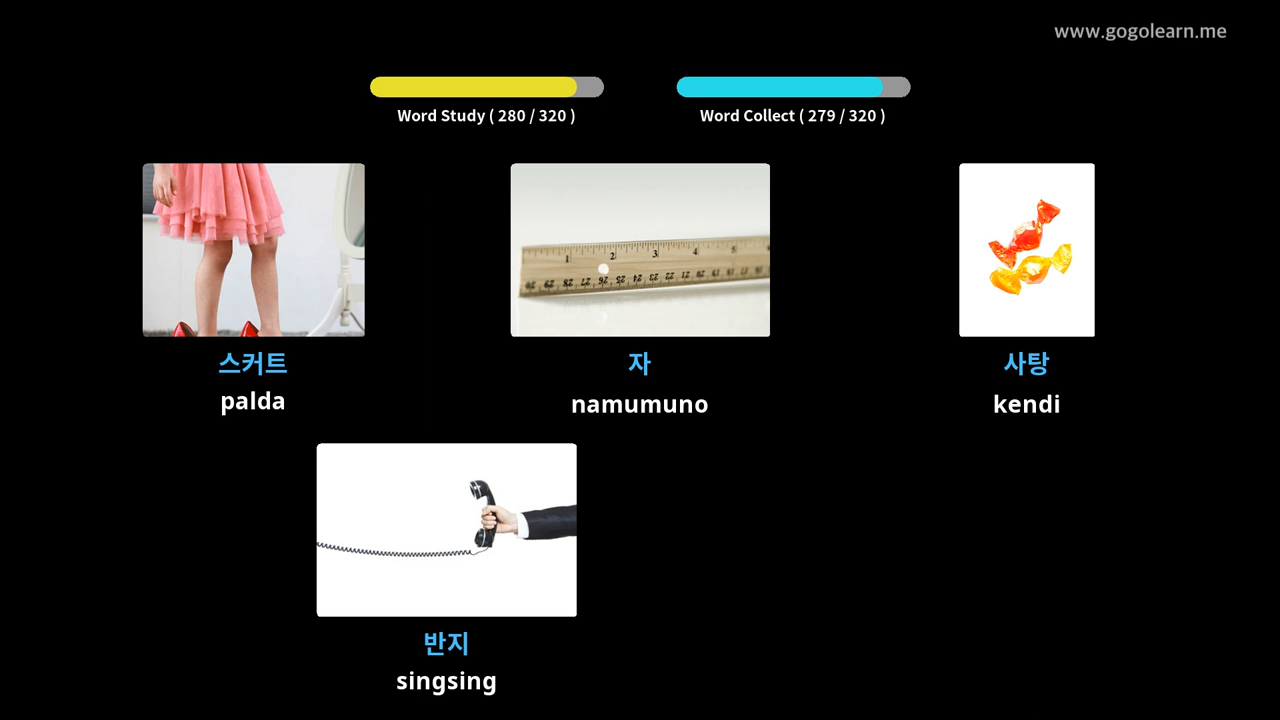 www.gogolearn.me
Word Study ( 280 / 320 )
Word Collect ( 279 / 320 )
스커트
자
사탕
palda
namumuno
kendi
반지
singsing